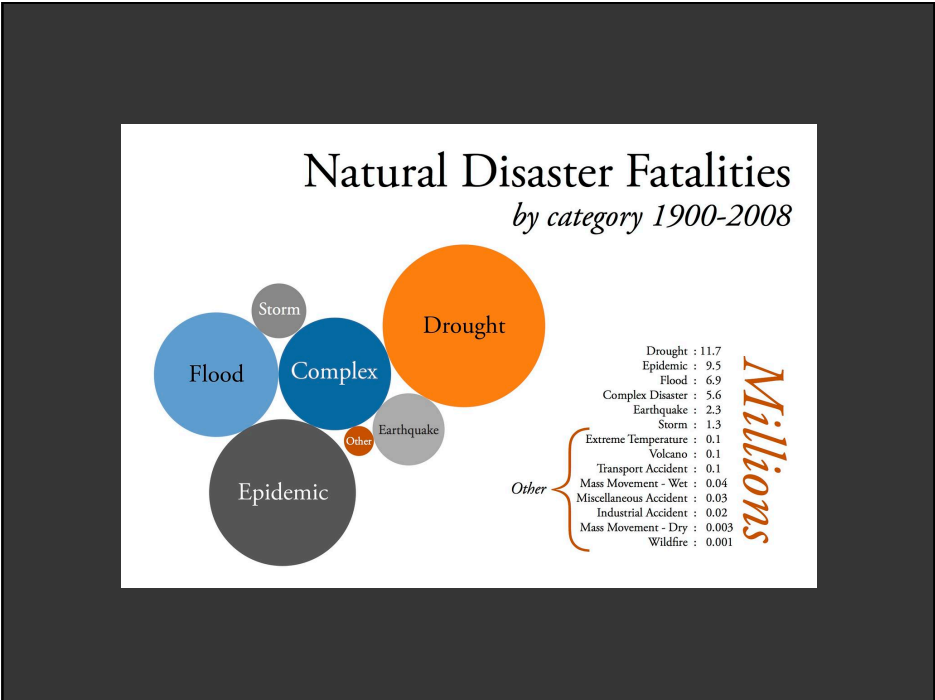 Natural Disaster Fatalities
by category 1900-2008
Storm
Drought
Flood
Complex
Other
Earthquake
Epidemic
Drought : 11.7
Epidemic : 9.5
Flood : 6.9
Complex Disaster : 5.6
Earthquake : 2.3
Storm : 1.3
Extreme Temperature : 0.1
Volcano : 0.1
Transport Accident : 0.1
Mass Movement - Wet : 0.04
Miscellaneous Accident : 0.03
Industrial Accident : 0.02
Mass Movement - Dry : 0.003
Wildfire : 0.001
Other
Millions